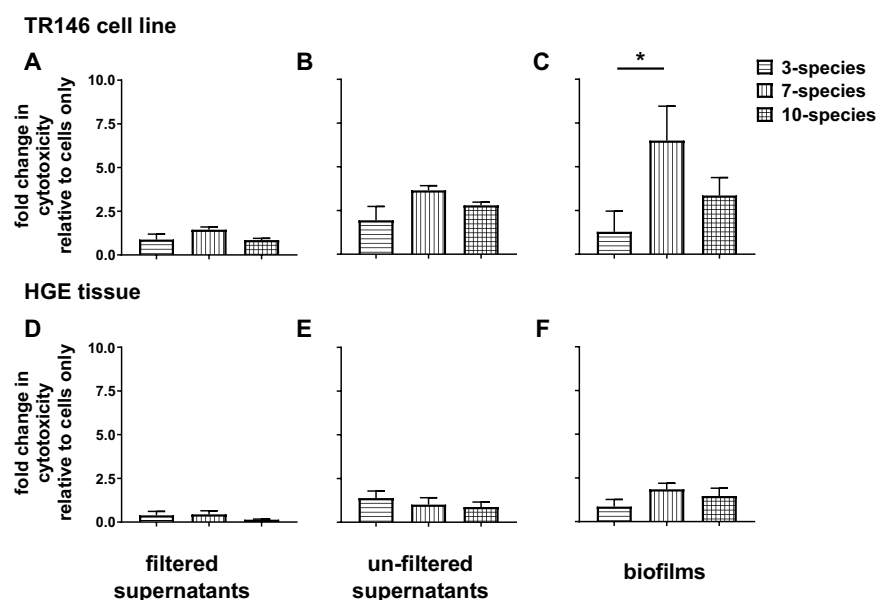 TR146 cell line
A
B
C
fold change in
cytotoxicity
relative to cells only
10.0
7.5
5.0
2.5
0.0
*
3-species
7-species
10-species
HGE tissue
D
E
F
fold change in
cytotoxicity
relative to cells only
10.0
7.5
5.0
2.5
0.0
filtered
supernatants
un-filtered
supernatants
biofilms